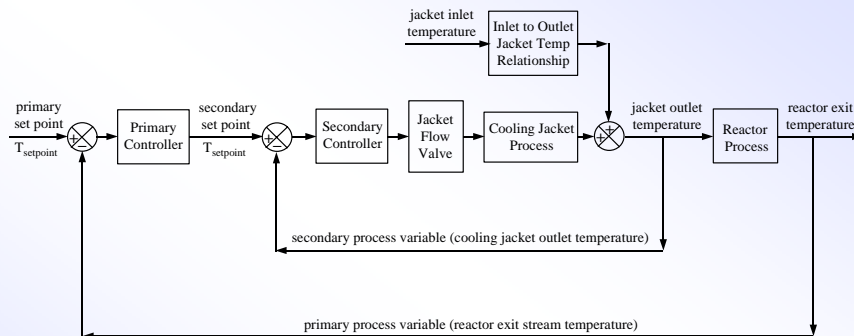 jacket inlet
temperature
Inlet to Outlet
Jacket Temp
Relationship
primary
set point
T setpoint
+
–
Primary
Controller
secondary
set point
T setpoint
+
–
Secondary
Controller
Jacket
Flow
Valve
Cooling Jacket
Process
+
+
jacket outlet
temperature
Reactor
Process
reactor exit
temperature
secondary process variable (cooling jacket outlet temperature)
primary process variable (reactor exit stream temperature)